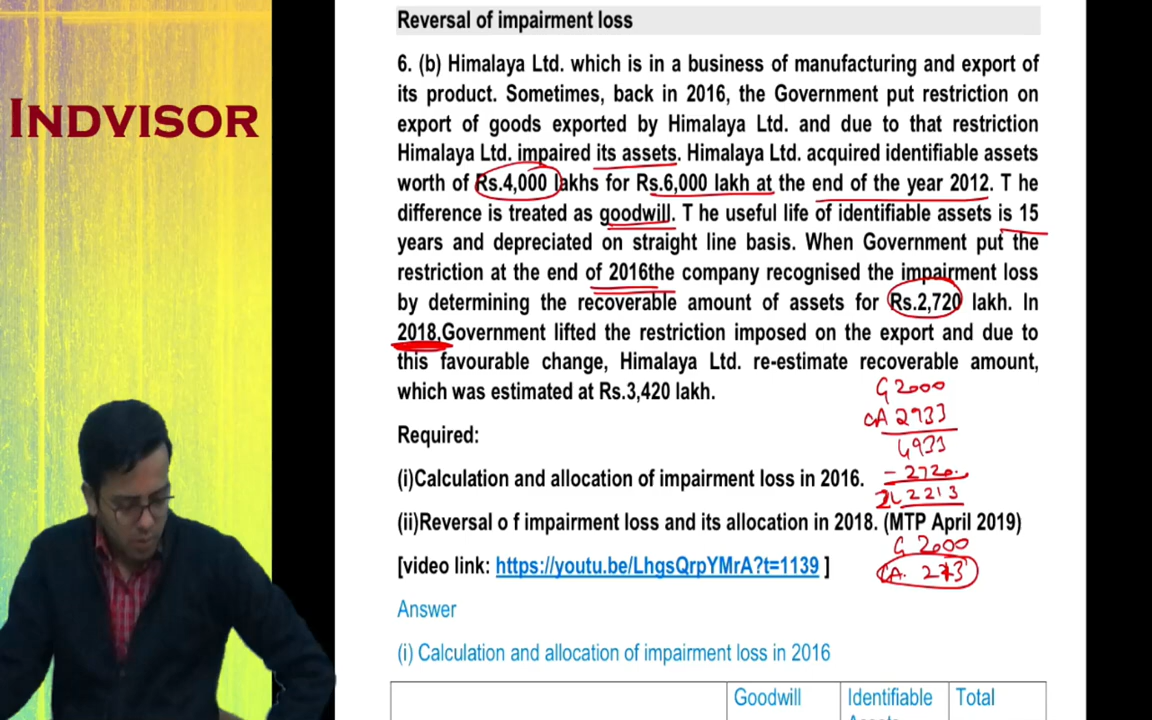 INDVISOR
Reversal of impairment loss
6. (b) Himalaya Ltd. which is in a business of manufacturing and export of
its product. Sometimes, back in 2016, the Government put restriction on
export of goods exported by Himalaya Ltd. and due to that restriction
Himalaya Ltd. impaired its assets. Himalaya Ltd. acquired identifiable assets
worth of Rs.4,000 lakhs for Rs.6,000 lakh at the end of the year 2012. T he
difference is treated as goodwill. T he useful life of identifiable assets is 15
years and depreciated on straight line basis. When Government put the
restriction at the end of 2016the company recognised the impairment loss
by determining the recoverable amount of assets for Rs.2,720 lakh. In
2018,Government lifted the restriction imposed on the export and due to
this favourable change, Himalaya Ltd. re-estimate recoverable amount,
which was estimated at Rs.3,420 lakh.
G 2000
CA 2933
Required:
4933
(i)Calculation and allocation of impairment loss in 2016.
- 2720.
2213
(ii)Reversal o f impairment loss and its allocation in 2018. (MTP April 2019)
G 2000
[video link: https://youtu.be/LhgsQrpYMrA?t=1139 ]
CA. 213
Answer
(i) Calculation and allocation of impairment loss in 2016
Goodwill Identifiable Total